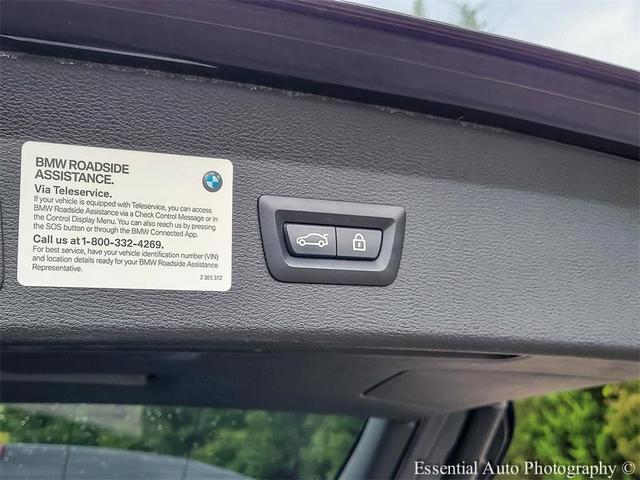 BMW ROADSIDE
ASSISTANCE.
Via Teleservice.
If your vehicle is equipped with Teleservice, you can access
BMW Roadside Assistance via a Check Control Message or in
the Control Display Menu. You can also reach us by pressing
the SOS button or through the BMW Connected App.
Call us at 1-800-332-4269.
For best service, have your vehicle identification number (VIN)
and location details ready for your BMW Roadside Assistance
Representative.
2 365 372
Essential Auto Photography ©